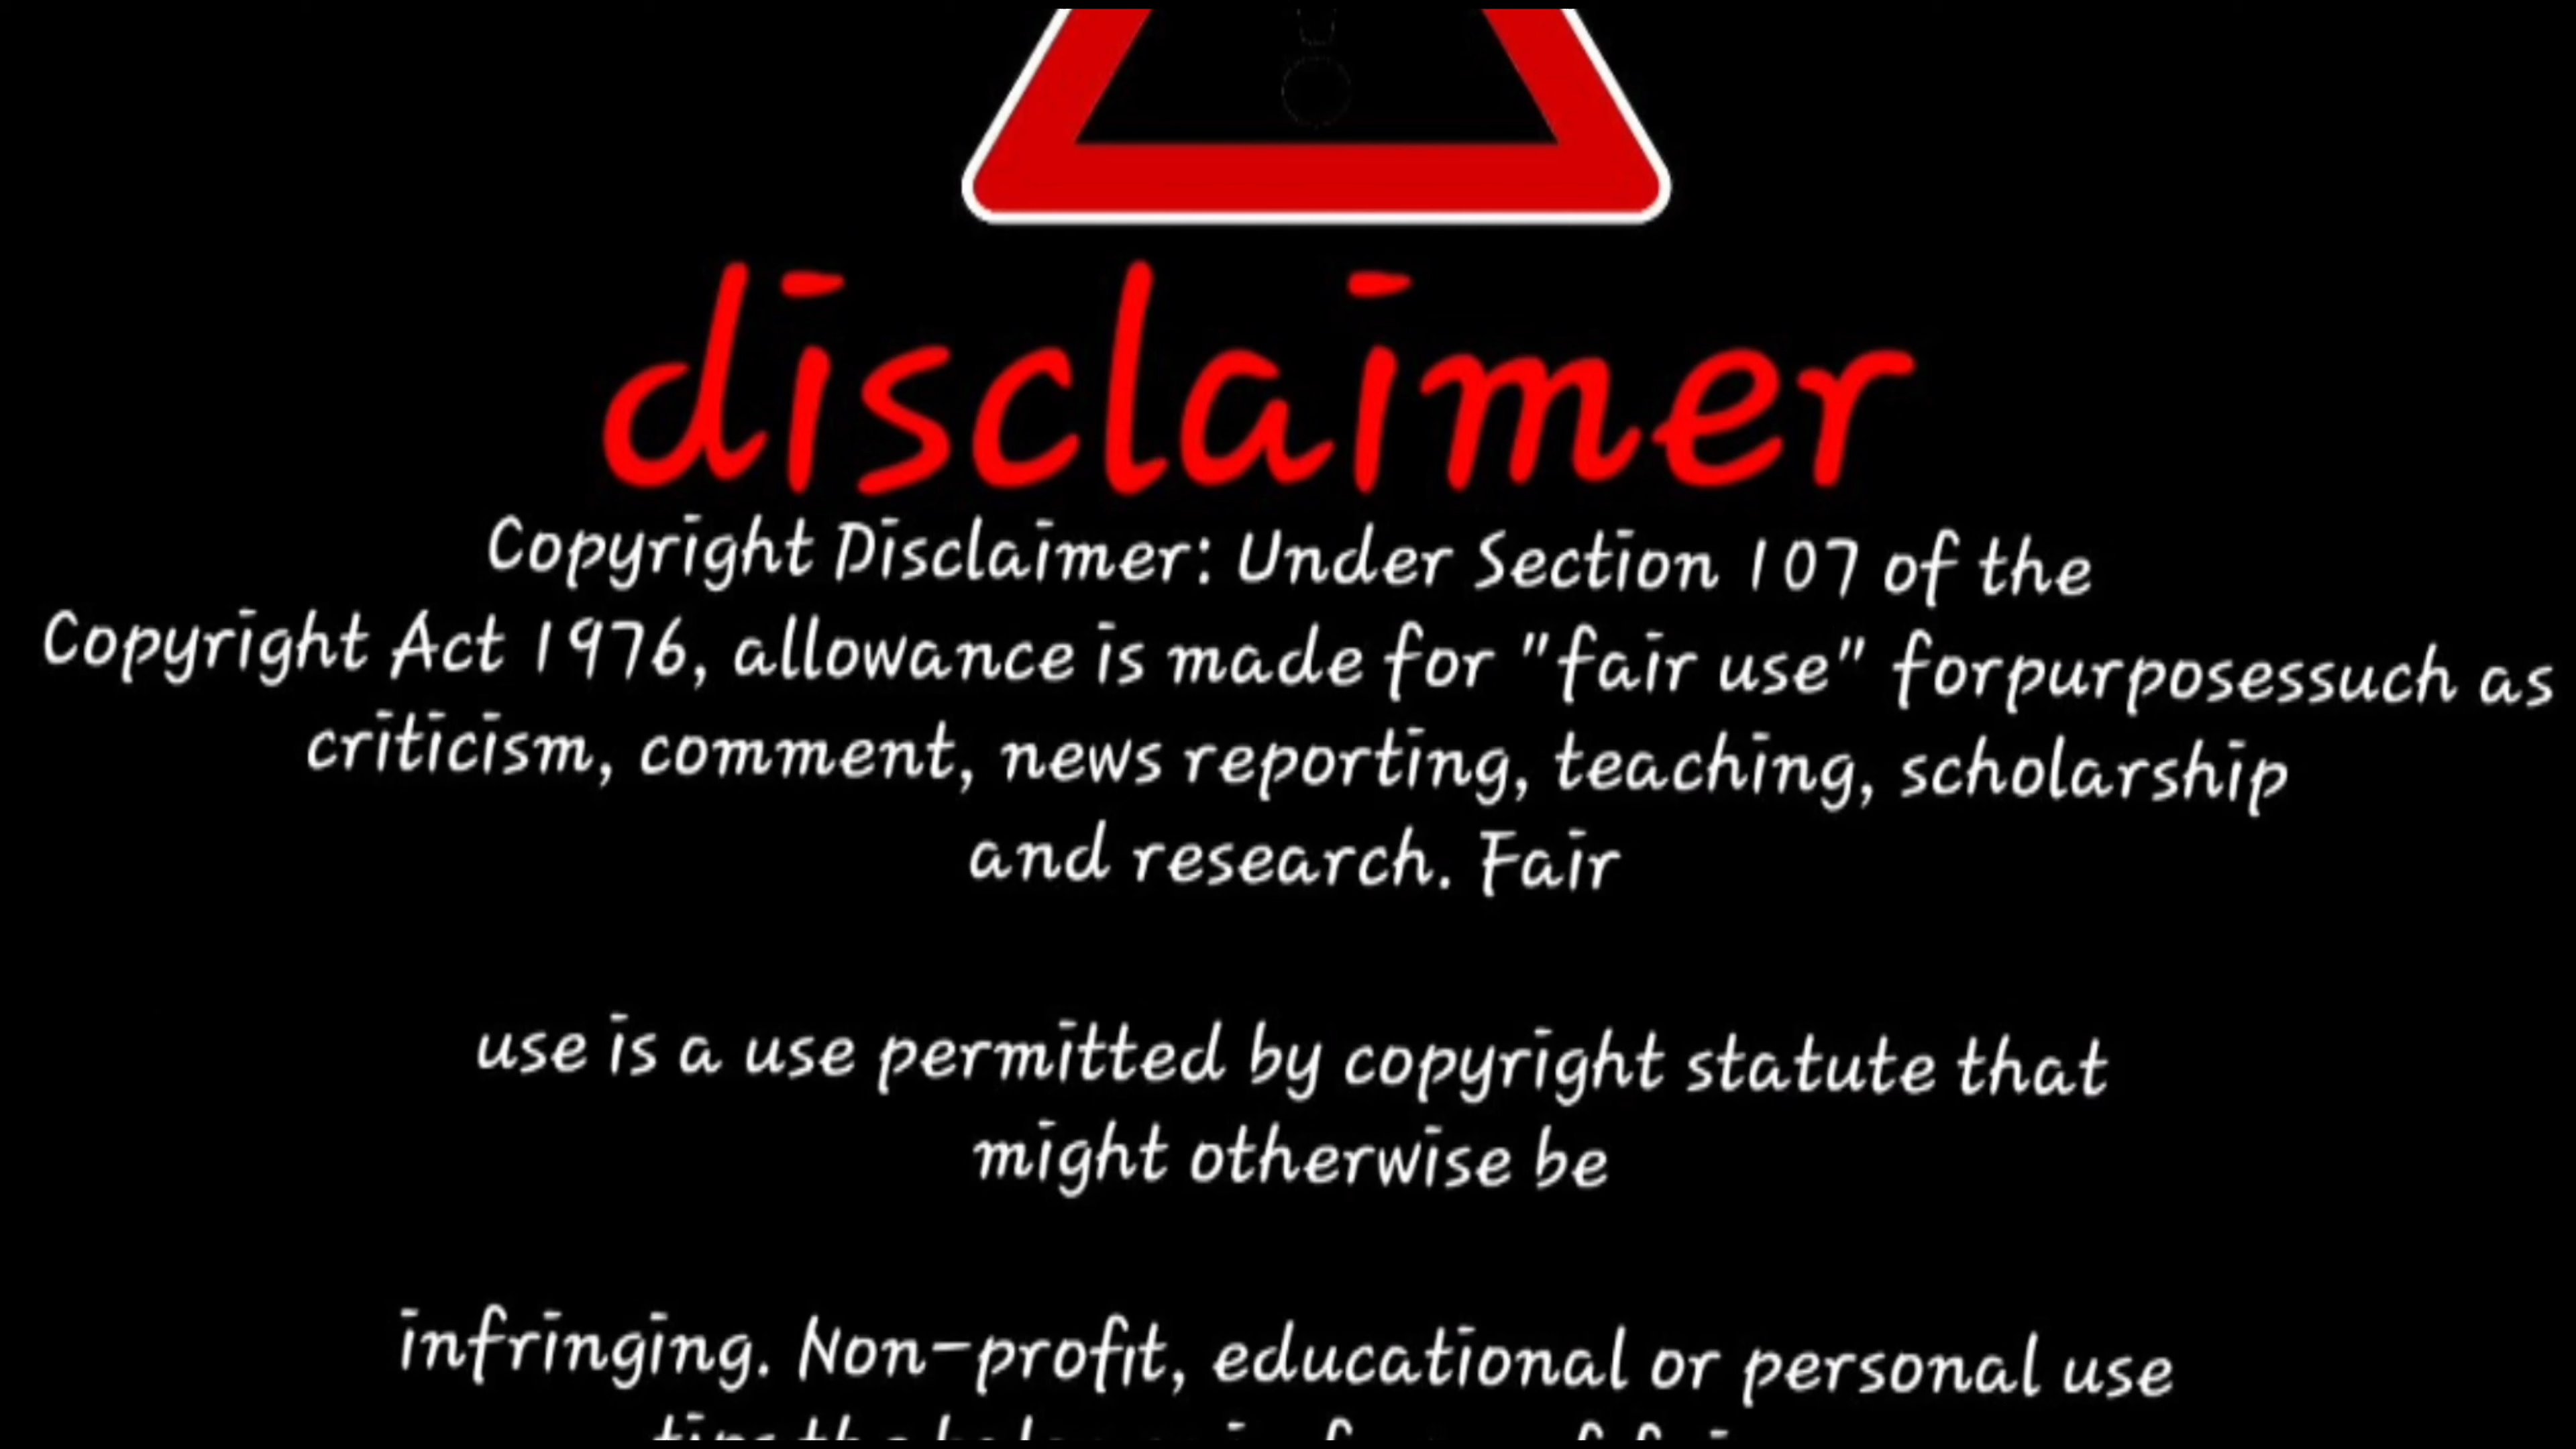 disclaimer
Copyright Disclaimer: Under Section 107 of the
Copyright Act 1976, allowance is made for "fair use" forpurposessuch as
criticism, comment, news reporting, teaching, scholarship
and research. Fair
use is a use permitted by copyright statute that
might otherwise be
infringing. Non-profit, educational or personal use